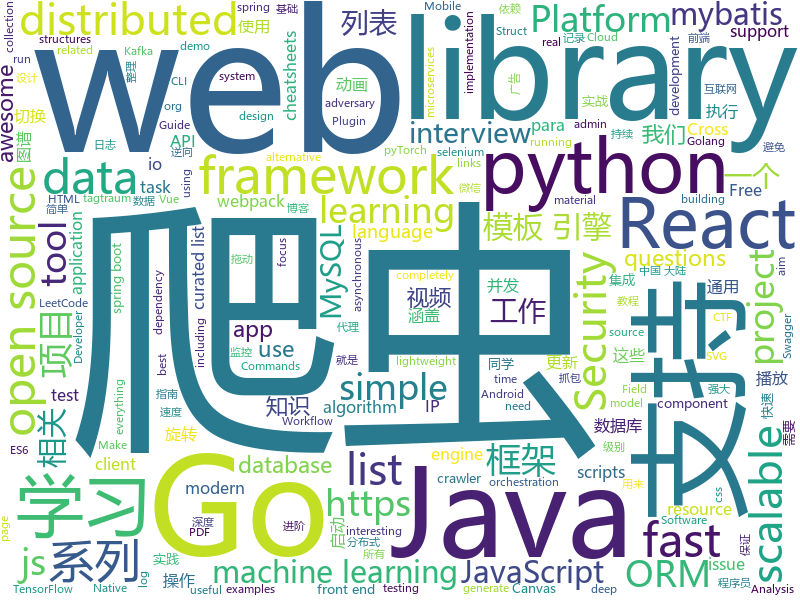 distributed
web
library
列表
使用
Platform
mybatis
support
awesome
interview
动画
cheatsheets
切换
图谱
API
io
task
data
framework
python
Cross
执行
我们
para
links
一个
React
Free
learning
language
webpack
模板 引擎
questions
open source
tool
application
spring boot
curated list
MySQL
asynchronous
focus
爬虫
视频
涵盖
工作
并发
Security
集成
通用
这些
project
播放
支持
项目
相关
test
app
use
simple
algorithm
IP
知识
更新
同学
source
数据库
component
scalable
学习
Go
Java
list
https
框架
fast
scripts
client
database
modern
旋转
engine
crawler
orchestration
js
系列
启动
操作
machine learning
JavaScript
ORM
issue
resource
css
front end
testing
Canvas
generate
Native
examples
useful
TensorFlow
deep
building
material
Analysis
程序员
Software
page
log
PDF
深度
实践
进阶
分布式
所有
interesting
Workflow
Commands
lightweight
completely
selenium
Android
time
need
running
pyTorch
alternative
Golang
微信
抓包
就是
代理
监控
拖动
博客
Vue
tagtraum
数据
HTML
简单
LeetCode
Developer
everything
best
including
dependency
指南
速度
Make
ES6
org
Guide
CLI
逆向
using
日志
design
system
adversary
Plugin
demo
记录
Kafka
整理
run
related
structures
spring
基础
collection
设计
Mobile
依赖
Struct
Cloud
real
implementation
microservices
广告
实战
前端
development
互联网
admin
持续
避免
中国 大陆
教程
aim
CTF
Swagger
SVG
Field
强大
快速
model
级别
需要
用来
保证